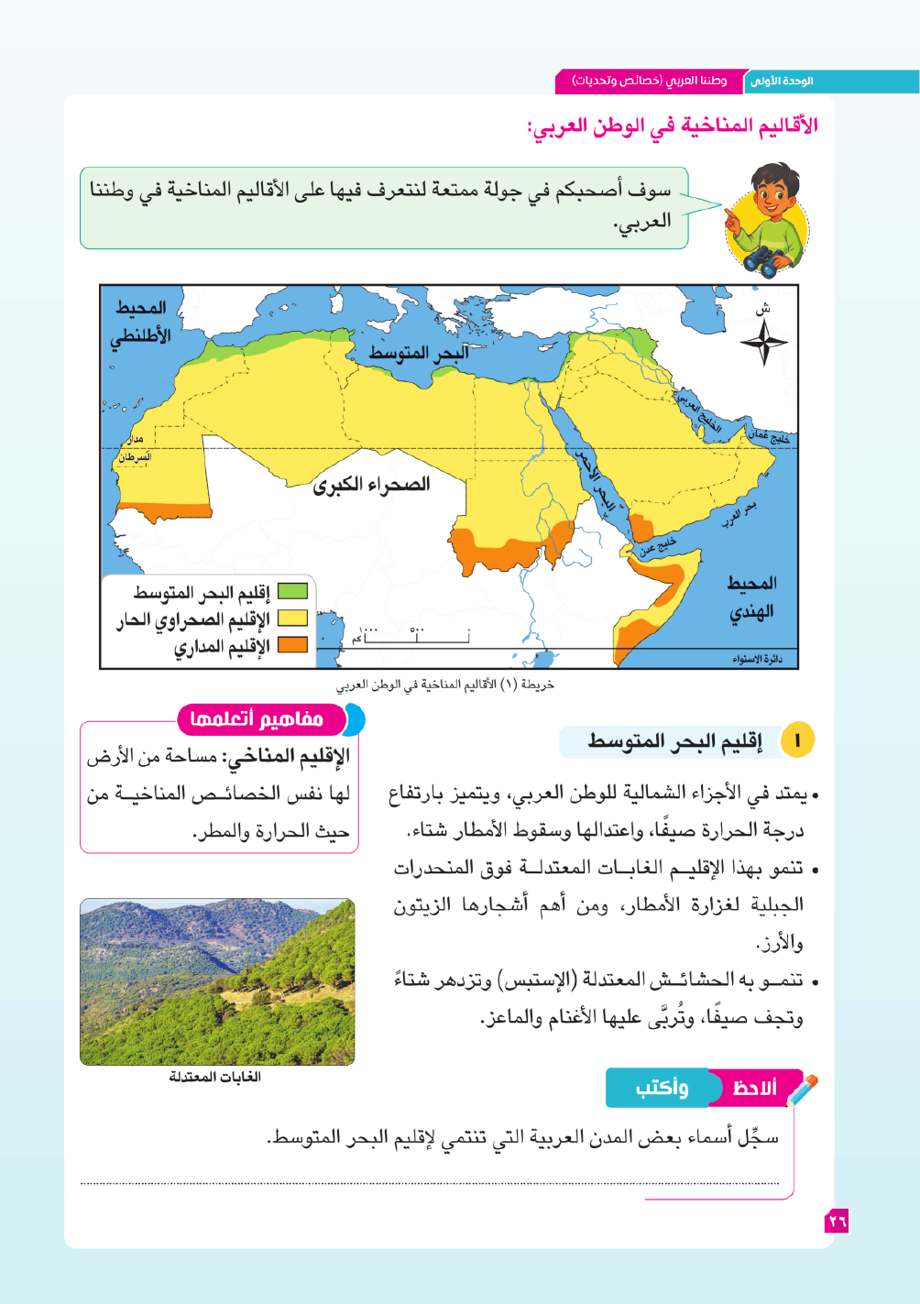 الوحدة الأولى
وطننا العربي (خصائص وتحديات)
الأقاليم المناخية في الوطن العربي:
سوف أصحبكم في جولة ممتعة لنتعرف فيها على الأقاليم المناخية في وطننا
العربي.
المحيط
الأطلنطي
البحر المتوسط
ش
الخليج العربي
خليج عُمان
مدار
السرطان
الصحراء الكبرى
البحر الأحمر
بحر العرب
خليج عدن
المحيط
الهندي
دائرة الاستواء
إقليم البحر المتوسط
الإقليم الصحراوي الحار
الإقليم المداري
كم
خريطة (١) الأقاليم المناخية في الوطن العربي
١ إقليم البحر المتوسط
• يمتد في الأجزاء الشمالية للوطن العربي، ويتميز بارتفاع
درجة الحرارة صيفًا، واعتدالها وسقوط الأمطار شتاء.
• تنمو بهذا الإقليم الغابات المعتدلة فوق المنحدرات
الجبلية لغزارة الأمطار، ومن أهم أشجارها الزيتون
والأرز.
• تنمو به الحشائش المعتدلة (الإستبس) وتزدهر شتاءً
وتجف صيفًا، وتُربَّى عليها الأغنام والماعز.
مفاهيم أتعلمها
الإقليم المناخي: مساحة من الأرض
لها نفس الخصائص المناخية من
حيث الحرارة والمطر.
الغابات المعتدلة
ألاحظ وأكتب
سجِّل أسماء بعض المدن العربية التي تنتمي لإقليم البحر المتوسط.
٢٦